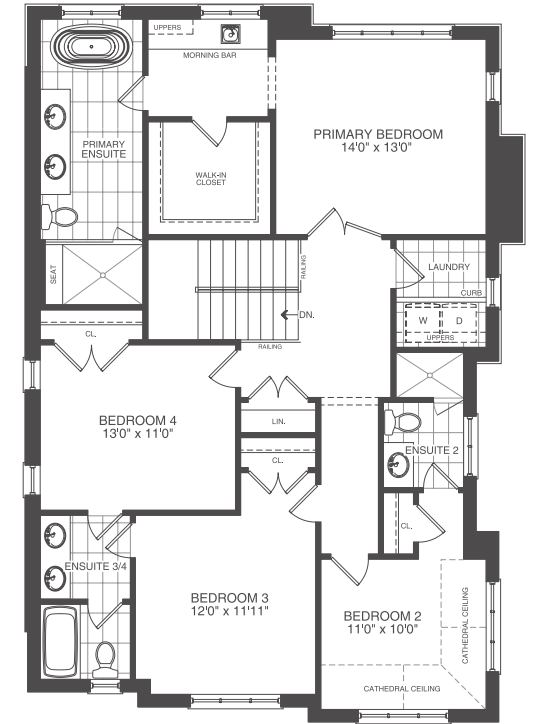 UPPERS
MORNING BAR
PRIMARY BEDROOM
14'0" x 13'0"
PRIMARY
ENSUITE
WALK-IN
CLOSET
SEAT
RAILING
LAUNDRY
CURB
W D
UPPERS
DN.
RAILING
CL.
BEDROOM 4
13'0" x 11'0"
LIN.
CL.
ENSUITE 2
CL.
ENSUITE 3/4
BEDROOM 3
12'0" x 11'11"
BEDROOM 2
11'0" x 10'0"
CATHEDRAL CEILING
CATHEDRAL CEILING